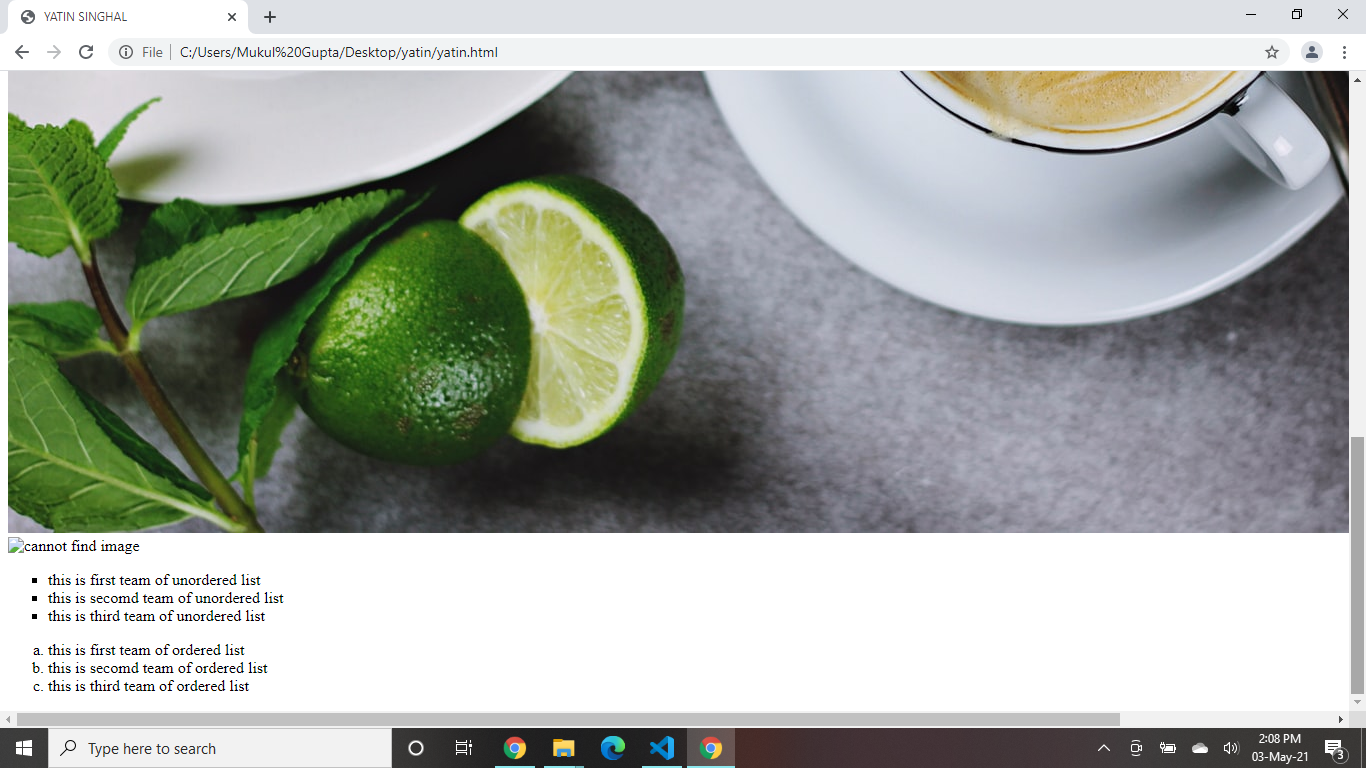 YATIN SINGHAL
File
C:/Users/Mukul%20Gupta/Desktop/yatin/yatin.html
cannot find image
▪ this is first team of unordered list
▪ this is secomd team of unordered list
▪ this is third team of unordered list
a. this is first team of ordered list
b. this is secomd team of ordered list
c. this is third team of ordered list
Type here to search
2:08 PM
03-May-21
3